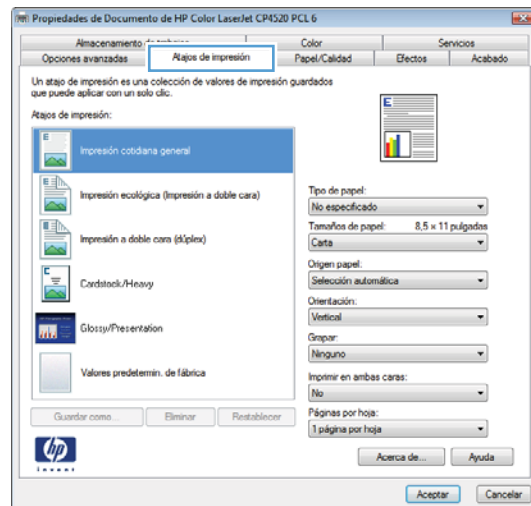 Propiedades de Documento de HP Color LaserJet CP4520 PCL 6
Almacenamiento de trabajos
Color
Servicios
Opciones avanzadas
Atajos de impresión
Papel/Calidad
Efectos
Acabado
Un atajo de impresión es una colección de valores de impresión guardados
que puede aplicar con un solo clic.
Atajos de impresión:
E
Impresión cotidiana general
Impresión ecológica (Impresión a doble cara)
Impresión a doble cara (dúplex)
Cardstock/Heavy
Glossy/Presentation
Valores predetermin. de fábrica
Guardar como...
Eliminar
Restablecer
E
Tipo de papel:
No especificado
Tamaños de papel: 8,5 × 11 pulgadas
Carta
Origen papel:
Selección automática
Orientación:
Vertical
Grapar:
Ninguno
Imprimir en ambas caras:
No
Páginas por hoja:
1 página por hoja
hp
invent
Acerca de...
Ayuda
Aceptar
Cancelar